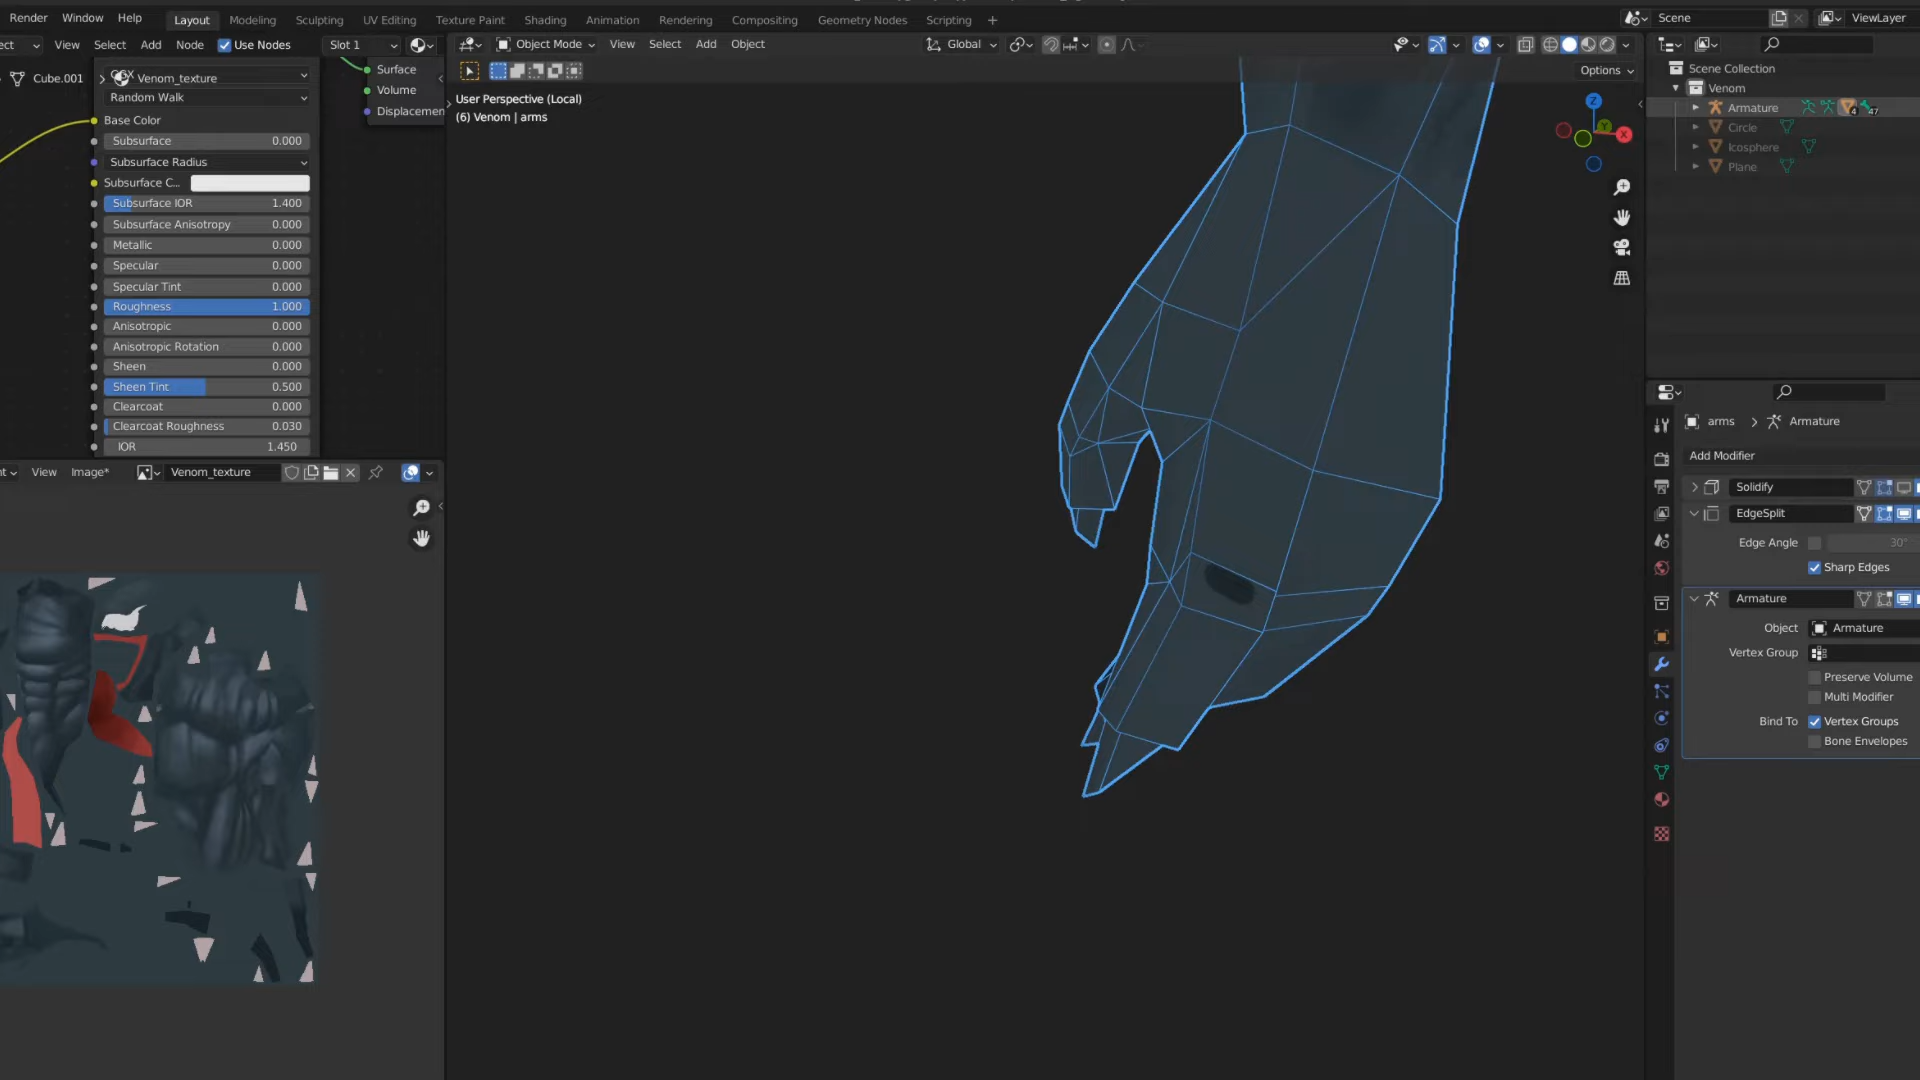 Render Window Help Layout Modeling Sculpting UV Editing Texture Paint Shading Animation Rendering Compositing Geometry Nodes Scripting + Scene ViewLayer
View Select Add Node Use Nodes Slot 1 Object Mode View Select Add Object Global
Options
Cube.001 > Venom_texture
Random Walk
Base Color
Subsurface 0.000
Subsurface Radius
Subsurface C...
Subsurface IOR 1.400
Subsurface Anisotropy 0.000
Metallic 0.000
Specular 0.000
Specular Tint 0.000
Roughness 1.000
Anisotropic 0.000
Anisotropic Rotation 0.000
Sheen 0.000
Sheen Tint 0.500
Clearcoat 0.000
Clearcoat Roughness 0.030
IOR 1.450
Surface
Volume
Displacemen
User Perspective (Local)
(6) Venom | arms
Z
Y
X
Scene Collection
Venom
Armature 4 47
Circle
Icosphere
Plane
View Image* Venom_texture
arms > Armature
Add Modifier
Solidify
EdgeSplit
Edge Angle 30°
Sharp Edges
Armature
Object Armature
Vertex Group
Preserve Volume
Multi Modifier
Bind To Vertex Groups
Bone Envelopes